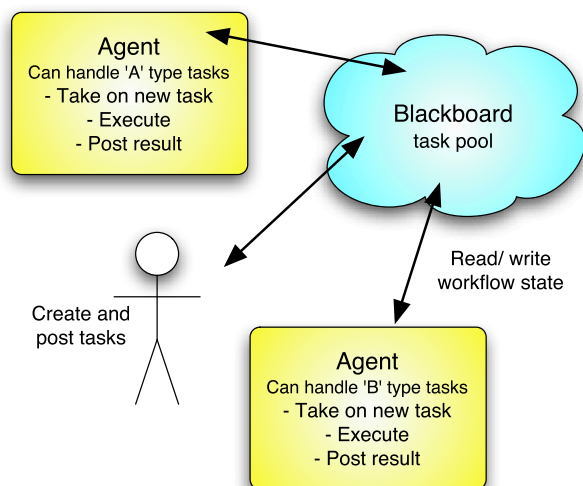 Agent
Can handle 'A' type tasks
- Take on new task
- Execute
- Post result
Blackboard
task pool
Read/ write
workflow state
Create and
post tasks
Agent
Can handle 'B' type tasks
- Take on new task
- Execute
- Post result